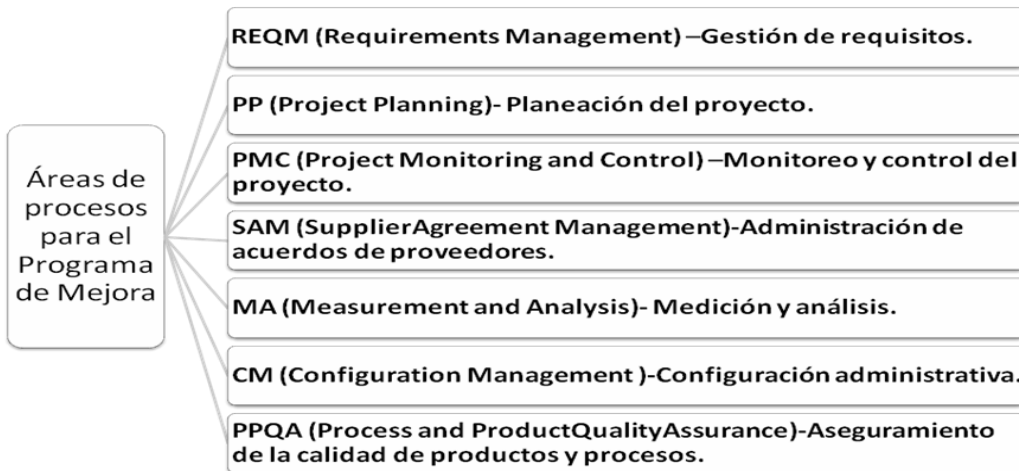 Áreas de
procesos
para el
Programa
de Mejora
REQM (Requirements Management) –Gestión de requisitos.
PP (Project Planning)- Planeación del proyecto.
PMC (Project Monitoring and Control) –Monitoreo y control del
proyecto.
SAM (SupplierAgreement Management)-Administración de
acuerdos de proveedores.
MA (Measurement and Analysis)- Medición y análisis.
CM (Configuration Management )-Configuración administrativa.
PPQA (Process and ProductQualityAssurance)-Aseguramiento
de la calidad de productos y procesos.